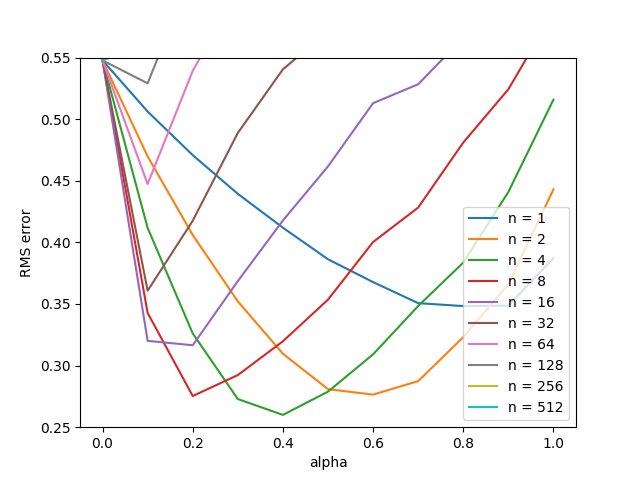 0.55
0.50
0.45
0.40
0.35
0.30
0.25
RMS error
0.0
0.2
0.4
0.6
0.8
1.0
alpha
n = 1
n = 2
n = 4
n = 8
n = 16
n = 32
n = 64
n = 128
n = 256
n = 512